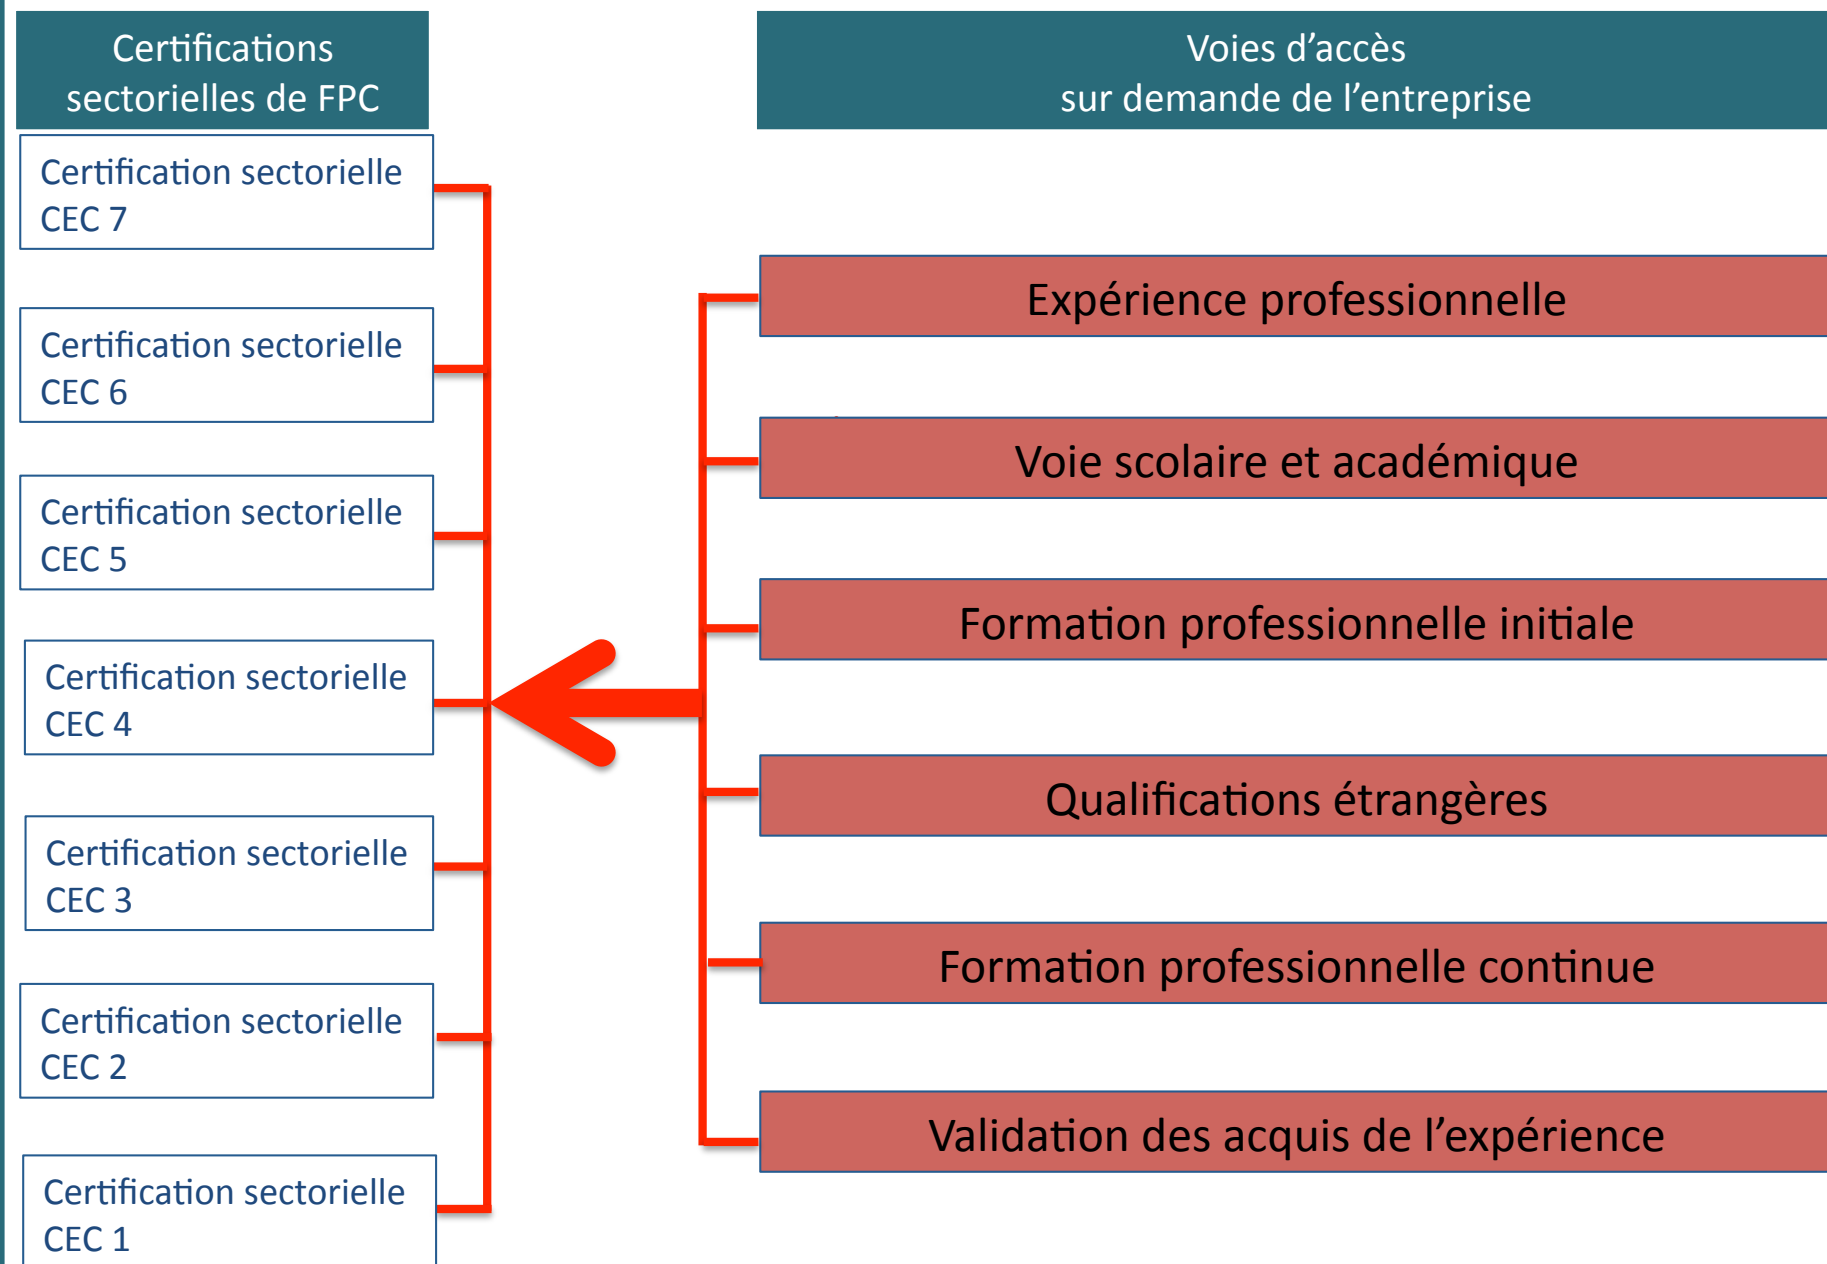 Certifications
sectorielles de FPC
Certification sectorielle
CEC 7
Certification sectorielle
CEC 6
Certification sectorielle
CEC 5
Certification sectorielle
CEC 4
Certification sectorielle
CEC 3
Certification sectorielle
CEC 2
Certification sectorielle
CEC 1
Voies d’accès
sur demande de l’entreprise
Expérience professionnelle
Voie scolaire et académique
Formation professionnelle initiale
Qualifications étrangères
Formation professionnelle continue
Validation des acquis de l’expérience